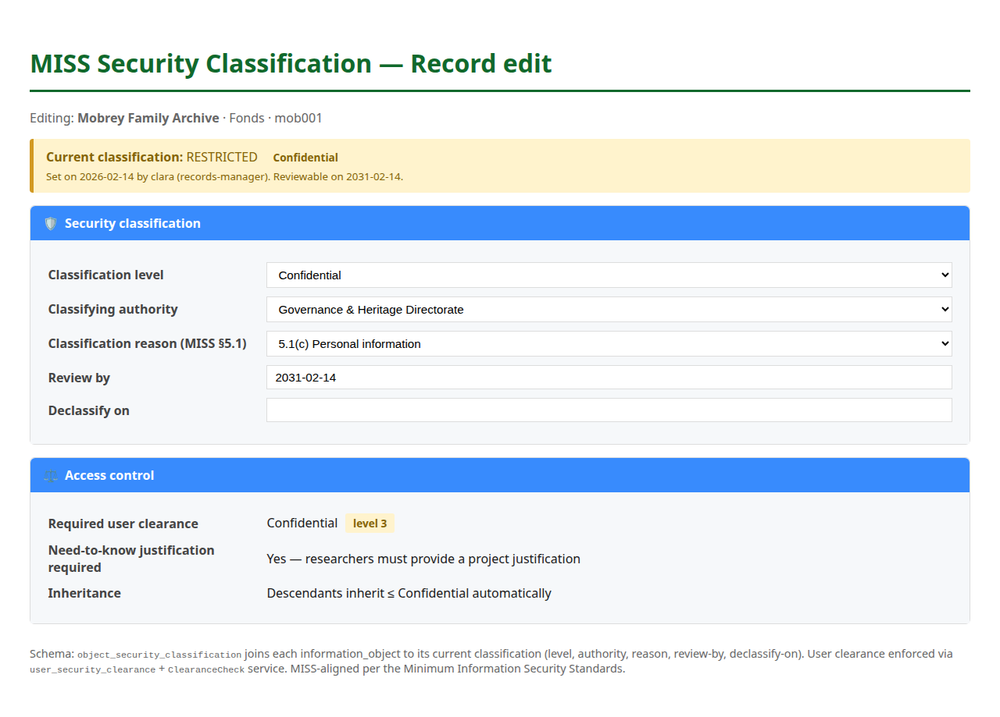 MISS Security Classification — Record edit
Editing: Mobrey Family Archive · Fonds · mob001
Current classification: RESTRICTED Confidential
Set on 2026-02-14 by clara (records-manager). Reviewable on 2031-02-14.
Security classification
Classification level Confidential
Classifying authority Governance & Heritage Directorate
Classification reason (MISS §5.1) 5.1(c) Personal information
Review by 2031-02-14
Declassify on
Access control
Required user clearance Confidential level 3
Need-to-know justification
required
Yes — researchers must provide a project justification
Inheritance Descendants inherit ≤ Confidential automatically
Schema: object_security_classification joins each information_object to its current classification (level, authority, reason, review-by, declassify-on). User clearance enforced via
user_security_clearance + ClearanceCheck service. MISS-aligned per the Minimum Information Security Standards.